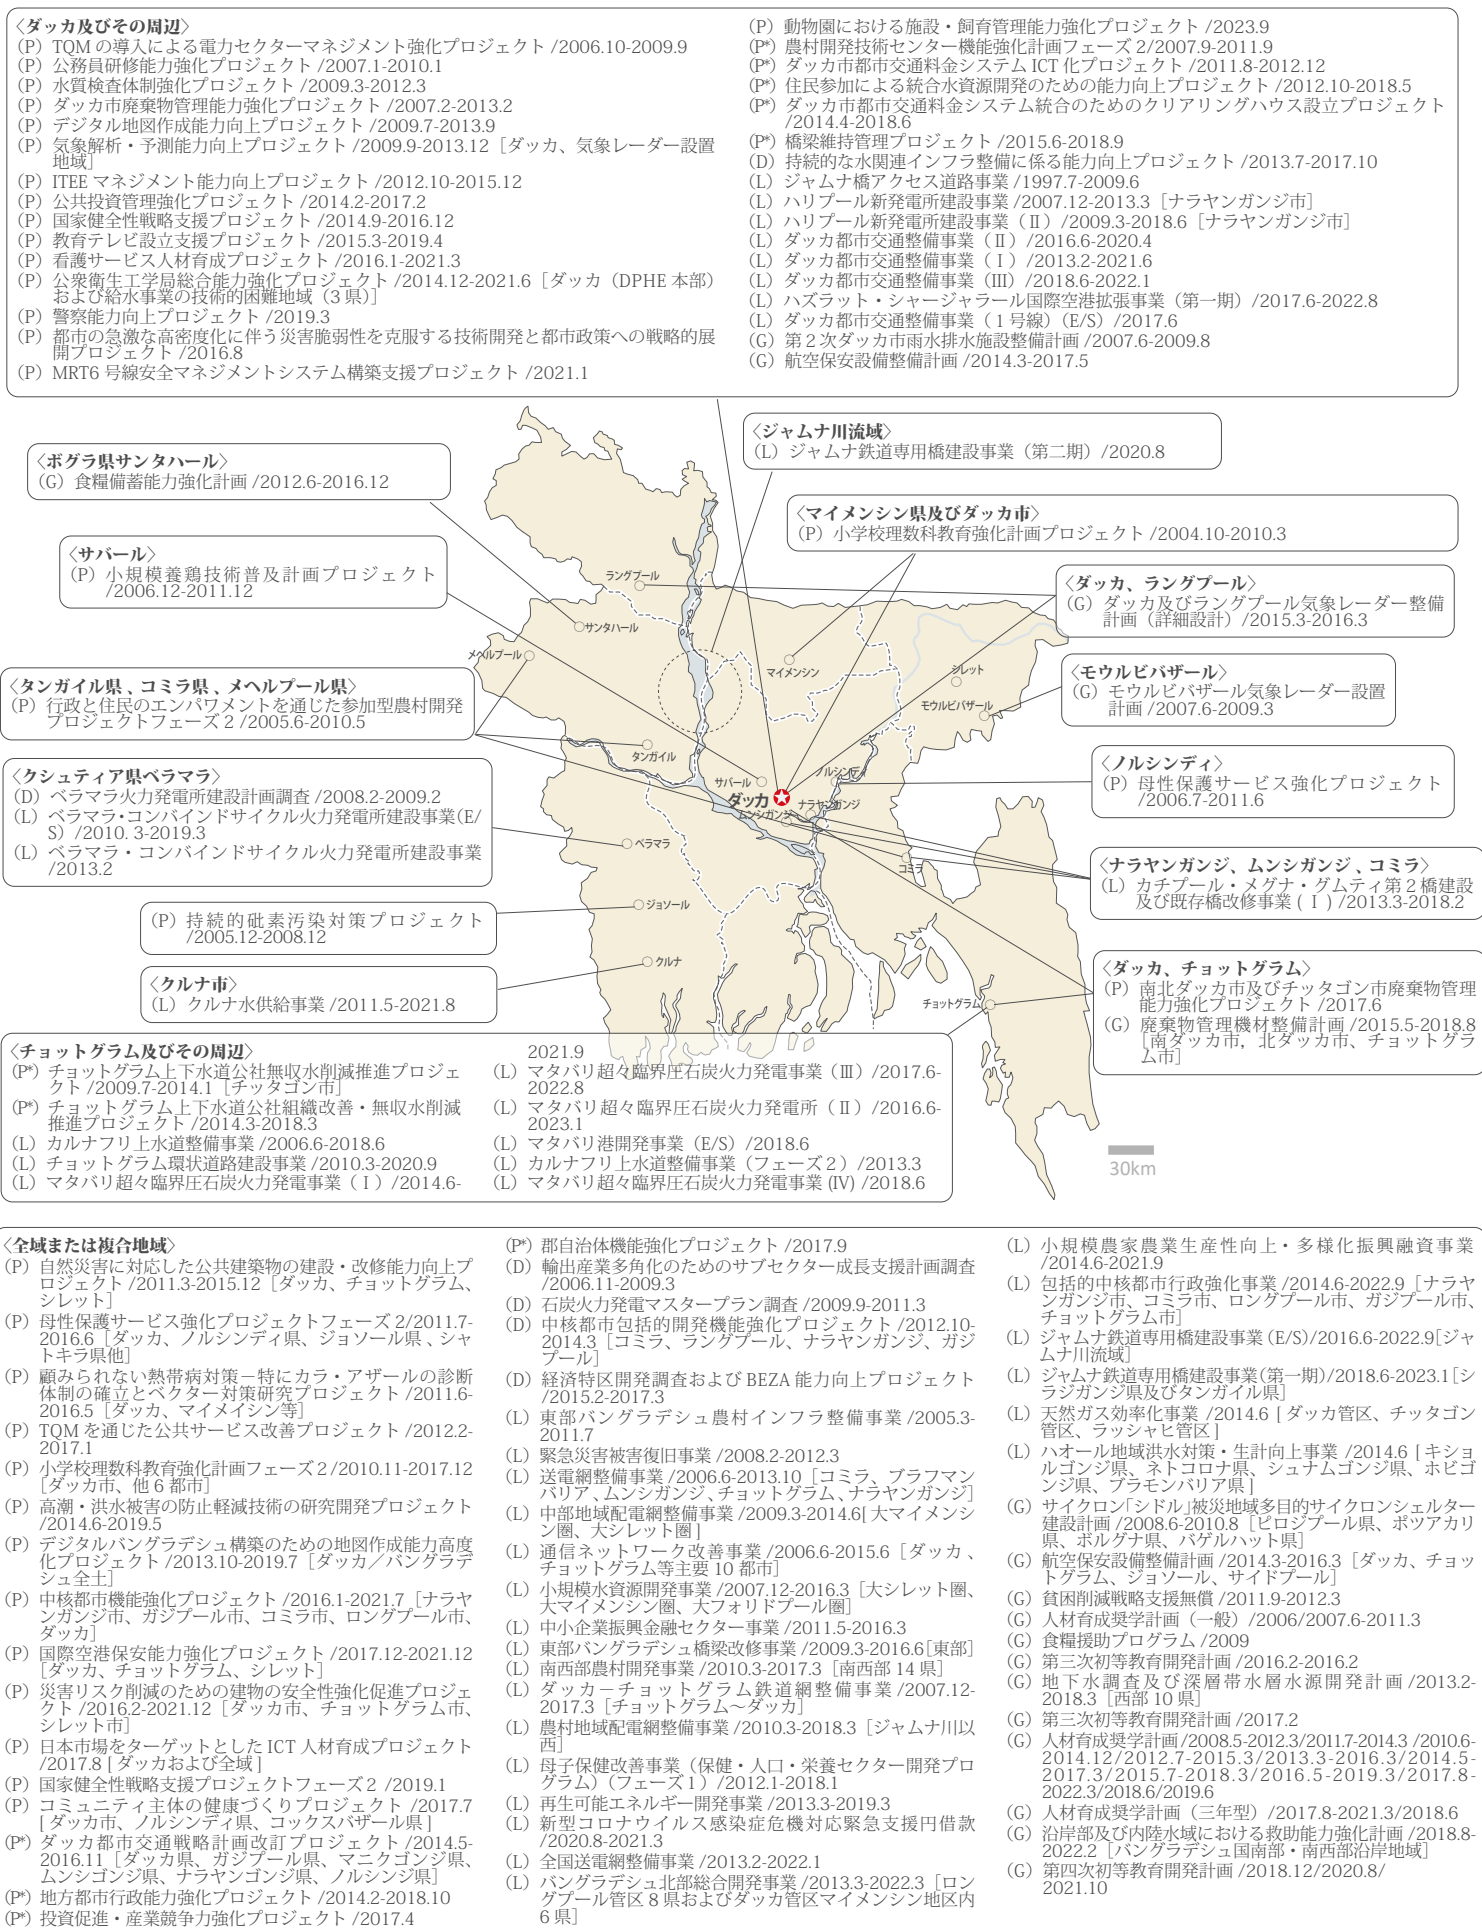 〈ダッカ及びその周辺〉
(P) TQM の導入による電力セクターマネジメント強化プロジェクト /2006.10-2009.9
(P) 公務員研修能力強化プロジェクト /2007.1-2010.1
(P) 水質検査体制強化プロジェクト /2009.3-2012.3
(P) ダッカ市廃棄物管理能力強化プロジェクト /2007.2-2013.2
(P) デジタル地図作成能力向上プロジェクト /2009.7-2013.9
(P) 気象解析・予測能力向上プロジェクト /2009.9-2013.12［ダッカ、気象レーダー設置
地域］
(P) ITEE マネジメント能力向上プロジェクト /2012.10-2015.12
(P) 公共投資管理強化プロジェクト /2014.2-2017.2
(P) 国家健全性戦略支援プロジェクト /2014.9-2016.12
(P) 教育テレビ設立支援プロジェクト /2015.3-2019.4
(P) 看護サービス人材育成プロジェクト /2016.1-2021.3
(P) 公衆衛生工学局総合能力強化プロジェクト /2014.12-2021.6［ダッカ（DPHE 本部）
および給水事業の技術的困難地域（3 県）］
(P) 警察能力向上プロジェクト /2019.3
(P) 都市の急激な高密度化に伴う災害脆弱性を克服する技術開発と都市政策への戦略的展
開プロジェクト /2016.8
(P) MRT6 号線安全マネジメントシステム構築支援プロジェクト /2021.1
(P) 動物園における施設・飼育管理能力強化プロジェクト /2023.9
(P*) 農村開発技術センター機能強化計画フェーズ 2/2007.9-2011.9
(P*) ダッカ市都市交通料金システム ICT 化プロジェクト /2011.8-2012.12
(P*) 住民参加による統合水資源開発のための能力向上プロジェクト /2012.10-2018.5
(P*) ダッカ市都市交通料金システム統合のためのクリアリングハウス設立プロジェクト
/2014.4-2018.6
(P*) 橋梁維持管理プロジェクト /2015.6-2018.9
(D) 持続的な水関連インフラ整備に係る能力向上プロジェクト /2013.7-2017.10
(L) ジャムナ橋アクセス道路事業 /1997.7-2009.6
(L) ハリプール新発電所建設事業 /2007.12-2013.3［ナラヤンガンジ市］
(L) ハリプール新発電所建設事業（Ⅱ）/2009.3-2018.6［ナラヤンガンジ市］
(L) ダッカ都市交通整備事業（Ⅱ）/2016.6-2020.4
(L) ダッカ都市交通整備事業（Ⅰ）/2013.2-2021.6
(L) ダッカ都市交通整備事業（Ⅲ）/2018.6-2022.1
(L) ハズラット・シャージャラール国際空港拡張事業（第一期）/2017.6-2022.8
(L) ダッカ都市交通整備事業（1 号線）（E/S）/2017.6
(G) 第 2 次ダッカ市雨水排水施設整備計画 /2007.6-2009.8
(G) 航空保安設備整備計画 /2014.3-2017.5
〈ジャムナ川流域〉
(L) ジャムナ鉄道専用橋建設事業（第二期）/2020.8
〈ボグラ県サンタハール〉
(G) 食糧備蓄能力強化計画 /2012.6-2016.12
〈マイメンシン県及びダッカ市〉
(P) 小学校理数科教育強化計画プロジェクト /2004.10-2010.3
〈サバール〉
(P) 小規模養鶏技術普及計画プロジェクト
/2006.12-2011.12
〈ダッカ、ラングプール〉
(G) ダッカ及びラングプール気象レーダー整備
計画（詳細設計）/2015.3-2016.3
〈タンガイル県、コミラ県、メヘルプール県〉
(P) 行政と住民のエンパワメントを通じた参加型農村開発
プロジェクトフェーズ 2 /2005.6-2010.5
〈モウルビバザール〉
(G) モウルビバザール気象レーダー設置
計画 /2007.6-2009.3
〈クシュティア県ベラマラ〉
(D) ベラマラ火力発電所建設計画調査 /2008.2-2009.2
(L) ベラマラ・コンバインドサイクル火力発電所建設事業（E/
S）/2010. 3-2019.3
(L) ベラマラ・コンバインドサイクル火力発電所建設事業
/2013.2
〈ノルシンディ〉
(P) 母性保護サービス強化プロジェクト
/2006.7-2011.6
〈ナラヤンガンジ、ムンシガンジ、コミラ〉
(L) カチプール・メグナ・グムティ第 2 橋建設
及び既存橋改修事業 ( Ⅰ ) /2013.3-2018.2
(P) 持続的砒素汚染対策プロジェクト
/2005.12-2008.12
〈クルナ市〉
(L) クルナ水供給事業 /2011.5-2021.8
〈ダッカ、チョットグラム〉
(P) 南北ダッカ市及びチッタゴン市廃棄物管理
能力強化プロジェクト /2017.6
(G) 廃棄物管理機材整備計画 /2015.5-2018.8
［南ダッカ市，北ダッカ市、チョットグラ
ム市］
ラングプール
サンタハール
メヘルプール
マイメンシン
シレット
モウルビバザール
タンガイル
サバール
ノルシンディ
ダッカ
ナラヤンガンジ
ムンシガンジ
ベラマラ
コミラ
ジョソール
クルナ
チョットグラム
〈チョットグラム及びその周辺〉
(P*) チョットグラム上下水道公社無収水削減推進プロジェ
クト /2009.7-2014.1［チッタゴン市］
(P*) チョットグラム上下水道公社組織改善・無収水削減
推進プロジェクト /2014.3-2018.3
(L) カルナフリ上水道整備事業 /2006.6-2018.6
(L) チョットグラム環状道路建設事業 /2010.3-2020.9
(L) マタバリ超々臨界圧石炭火力発電事業（Ⅰ）/2014.6-
2021.9
(L) マタバリ超々臨界圧石炭火力発電事業（Ⅲ）/2017.6-
2022.8
(L) マタバリ超々臨界圧石炭火力発電所（Ⅱ）/2016.6-
2023.1
(L) マタバリ港開発事業（E/S）/2018.6
(L) カルナフリ上水道整備事業（フェーズ 2 ）/2013.3
(L) マタバリ超々臨界圧石炭火力発電事業 (IV) /2018.6
30km
〈全域または複合地域〉
(P) 自然災害に対応した公共建築物の建設・改修能力向上プ
ロジェクト /2011.3-2015.12［ダッカ、チョットグラム、
シレット］
(P) 母性保護サービス強化プロジェクトフェーズ 2/2011.7-
2016.6［ダッカ、ノルシンディ県、ジョソール県、シャ
トキラ県他］
(P) 顧みられない熱帯病対策－特にカラ・アザールの診断
体制の確立とベクター対策研究プロジェクト /2011.6-
2016.5［ダッカ、マイメイシン等］
(P) TQM を通じた公共サービス改善プロジェクト /2012.2-
2017.1
(P) 小学校理数科教育強化計画フェーズ 2 /2010.11-2017.12
［ダッカ市、他 6 都市］
(P) 高潮・洪水被害の防止軽減技術の研究開発プロジェクト
/2014.6-2019.5
(P) デジタルバングラデシュ構築のための地図作成能力高度
化プロジェクト /2013.10-2019.7［ダッカ／バングラデ
シュ全土］
(P) 中核都市機能強化プロジェクト /2016.1-2021.7［ナラヤ
ンガンジ市、ガジプール市、コミラ市、ロングプール市、
ダッカ］
(P) 国際空港保安能力強化プロジェクト /2017.12-2021.12
［ダッカ、チョットグラム、シレット］
(P) 災害リスク削減のための建物の安全性強化促進プロジェ
クト /2016.2-2021.12［ダッカ市、チョットグラム市、
シレット市］
(P) 日本市場をターゲットとした ICT 人材育成プロジェクト
/2017.8 [ ダッカおよび全域 ]
(P) 国家健全性戦略支援プロジェクトフェーズ 2 /2019.1
(P) コミュニティ主体の健康づくりプロジェクト /2017.7
[ ダッカ市、ノルシンディ県、コックスバザール県 ]
(P*) ダッカ都市交通戦略計画改訂プロジェクト /2014.5-
2016.11［ダッカ県、ガジプール県、マニクゴンジ県、
ムンシゴンジ県、ナラヤンゴンジ県、ノルシンジ県］
(P*) 地方都市行政能力強化プロジェクト /2014.2-2018.10
(P*) 投資促進・産業競争力強化プロジェクト /2017.4
(P*) 郡自治体機能強化プロジェクト /2017.9
(D) 輸出産業多角化のためのサブセクター成長支援計画調査
/2006.11-2009.3
(D) 石炭火力発電マスタープラン調査 /2009.9-2011.3
(D) 中核都市包括的開発機能強化プロジェクト /2012.10-
2014.3［コミラ、ラングプール、ナラヤンガンジ、ガジ
プール］
(D) 経済特区開発調査および BEZA 能力向上プロジェクト
/2015.2-2017.3
(L) 東部バングラデシュ農村インフラ整備事業 /2005.3-
2011.7
(L) 緊急災害被害復旧事業 /2008.2-2012.3
(L) 送電網整備事業 /2006.6-2013.10［コミラ、ブラフマン
バリア、ムンシガンジ、チョットグラム、ナラヤンガンジ］
(L) 中部地域配電網整備事業 /2009.3-2014.6[ 大マイメンシ
ン圏、大シレット圏 ]
(L) 通信ネットワーク改善事業 /2006.6-2015.6［ダッカ、
チョットグラム等主要 10 都市］
(L) 小規模水資源開発事業 /2007.12-2016.3［大シレット圏、
大マイメンシン圏、大フォリドプール圏］
(L) 中小企業振興金融セクター事業 /2011.5-2016.3
(L) 東部バングラデシュ橋梁改修事業 /2009.3-2016.6［東部］
(L) 南西部農村開発事業 /2010.3-2017.3［南西部 14 県］
(L) ダッカ－チョットグラム鉄道網整備事業 /2007.12-
2017.3［チョットグラム～ダッカ］
(L) 農村地域配電網整備事業 /2010.3-2018.3［ジャムナ川以
西］
(L) 母子保健改善事業（保健・人口・栄養セクター開発プロ
グラム）（フェーズ 1 ）/2012.1-2018.1
(L) 再生可能エネルギー開発事業 /2013.3-2019.3
(L) 新型コロナウイルス感染症危機対応緊急支援円借款
/2020.8-2021.3
(L) 全国送電網整備事業 /2013.2-2022.1
(L) バングラデシュ北部総合開発事業 /2013.3-2022.3［ロン
グプール管区 8 県およびダッカ管区マイメンシン地区内
6 県］
(L) 小規模農家農業生産性向上・多様化振興融資事業
/2014.6-2021.9
(L) 包括的中核都市行政強化事業 /2014.6-2022.9［ナラヤ
ンガンジ市、コミラ市、ロングプール市、ガジプール市、
チョットグラム市］
(L) ジャムナ鉄道専用橋建設事業（E/S）/2016.6-2022.9［ジャ
ムナ川流域］
(L) ジャムナ鉄道専用橋建設事業（第一期）/2018.6-2023.1［シ
ラジガンジ県及びタンガイル県］
(L) 天然ガス効率化事業 /2014.6 [ ダッカ管区、チッタゴン
管区、ラッシャヒ管区 ]
(L) ハオール地域洪水対策・生計向上事業 /2014.6 [ キショ
ルゴンジ県、ネトロコナ県、シュナムゴンジ県、ホビゴ
ンジ県、ブラモンバリア県 ]
(G) サイクロン「シドル」被災地域多目的サイクロンシェルター
建設計画 /2008.6-2010.8［ピロジプール県、ポツアカリ
県、ボルグナ県、バゲルハット県］
(G) 航空保安設備整備計画 /2014.3-2016.3［ダッカ、チョッ
トグラム、ジョソール、サイドプール］
(G) 貧困削減戦略支援無償 /2011.9-2012.3
(G) 人材育成奨学計画（一般）/2006/2007.6-2011.3
(G) 食糧援助プログラム /2009
(G) 第三次初等教育開発計画 /2016.2-2016.2
(G) 地下水調査及び深層帯水層水源開発計画 /2013.2-
2018.3［西部 10 県］
(G) 第三次初等教育開発計画 /2017.2
(G) 人材育成奨学計画 /2008.5-2012.3/2011.7-2014.3 /2010.6-
2014.12/2012.7-2015.3/2013.3-2016.3/2014.5-
2017.3/2015.7-2018.3/2016.5-2019.3/2017.8-
2022.3/2018.6/2019.6
(G) 人材育成奨学計画（三年型）/2017.8-2021.3/2018.6
(G) 沿岸部及び内陸水域における救助能力強化計画 /2018.8-
2022.2［バングラデシュ国南部・南西部沿岸地域］
(G) 第四次初等教育開発計画 /2018.12/2020.8/
2021.10